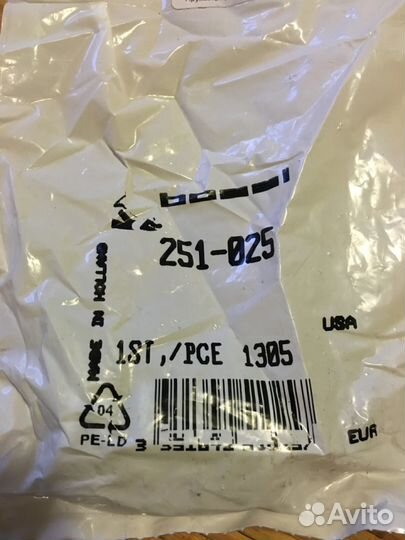 251-025
MADE IN HOLLAND
USA
1ST,/PCE 1305
04
PE-LD
EUR
Avito